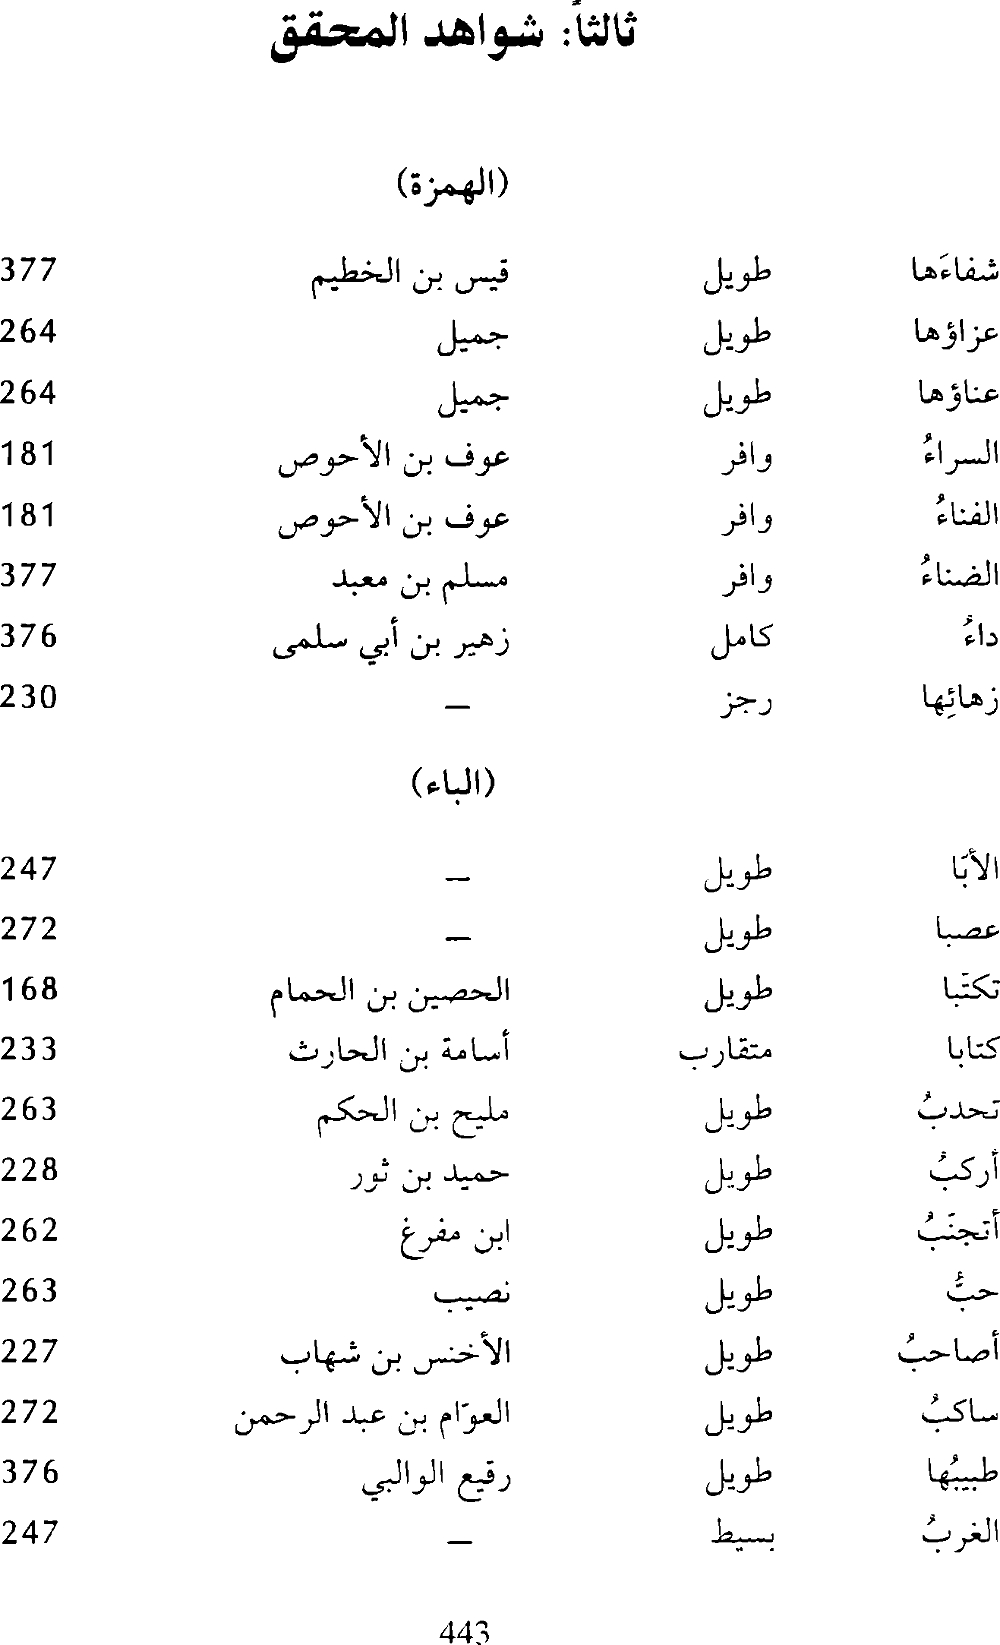 ثالثاً: شواهد المحقق
(الهمزة)
شفاءَها طويل قيس بن الخطيم 377
عزاؤها طويل جميل 264
عناؤها طويل جميل 264
السراءُ وافر عوف بن الأحوص 181
الفناءُ وافر عوف بن الأحوص 181
الضناءُ وافر مسلم بن معبد 377
داءُ كامل زهير بن أبي سلمى 376
زهائِها رجز – 230
(الباء)
الأبّا طويل – 247
عصبا طويل – 272
تكتّبا طويل الحصين بن الحمام 168
كتابا متقارب أسامة بن الحارث 233
تحدبُ طويل مليح بن الحكم 263
أركبُ طويل حميد بن ثور 228
أتجنّبُ طويل ابن مفرغ 262
حبُّ طويل نصيب 263
أصاحبُ طويل الأخنس بن شهاب 227
ساكبُ طويل العوّام بن عبد الرحمن 272
طبيبُها طويل رقيع الوالبي 376
الغربُ بسيط – 247
443